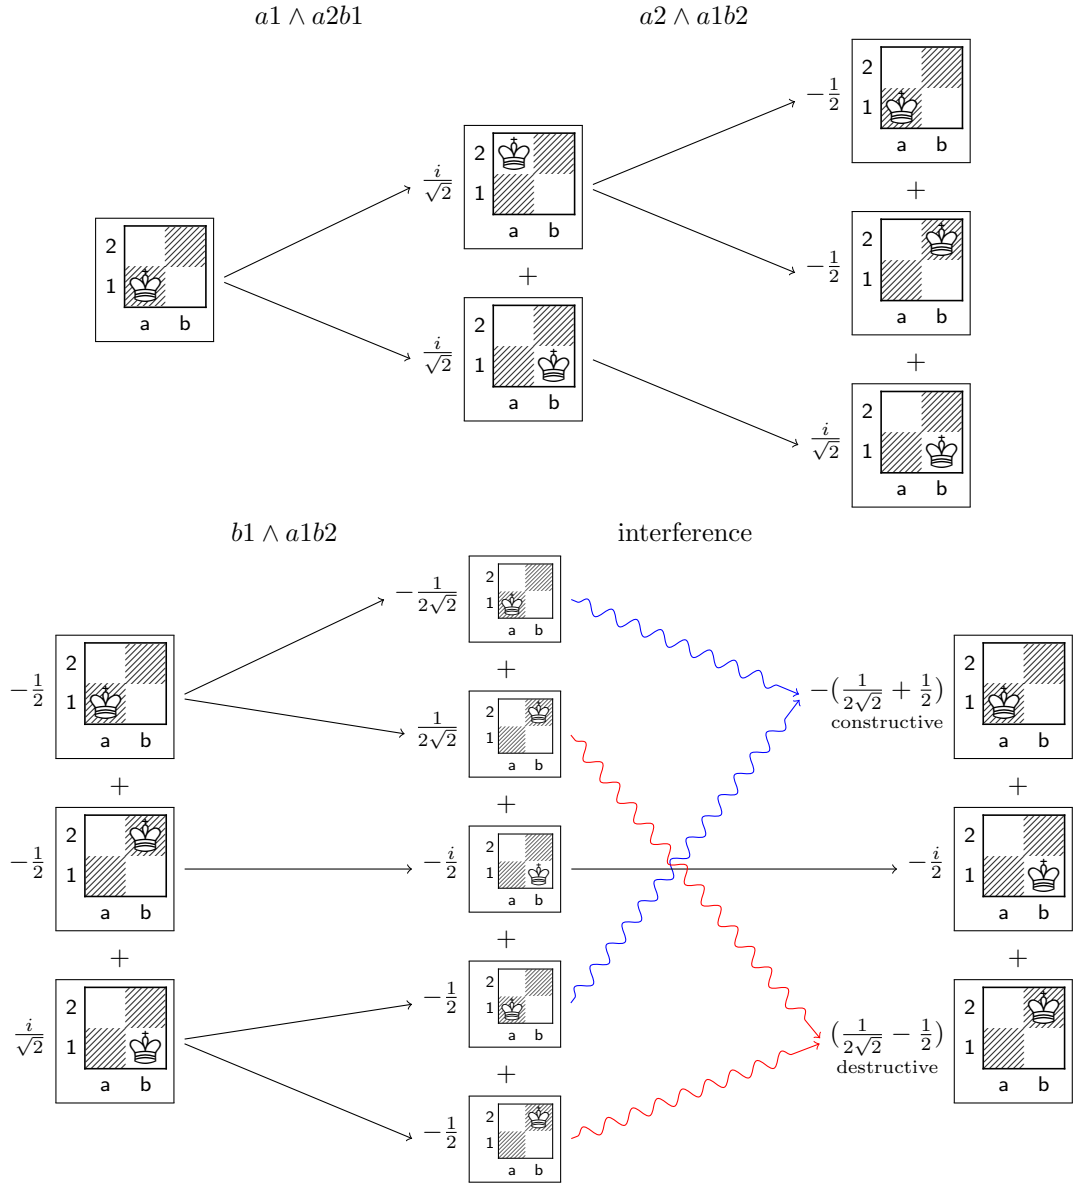 a1 ∧ a2b1
a2 ∧ a1b2
2
1
a b
i/√2
2
1
a b
+
i/√2
2
1
a b
-1/2
2
1
a b
+
-1/2
2
1
a b
+
i/√2
2
1
a b
b1 ∧ a1b2
interference
-1/2
2
1
a b
+
-1/2
2
1
a b
+
i/√2
2
1
a b
-1/(2√2)
2
1
a b
+
1/(2√2)
2
1
a b
+
-i/2
2
1
a b
+
-1/2
2
1
a b
+
-1/2
2
1
a b
-(1/(2√2) + 1/2)
constructive
2
1
a b
+
-i/2
2
1
a b
+
(1/(2√2) - 1/2)
destructive
2
1
a b